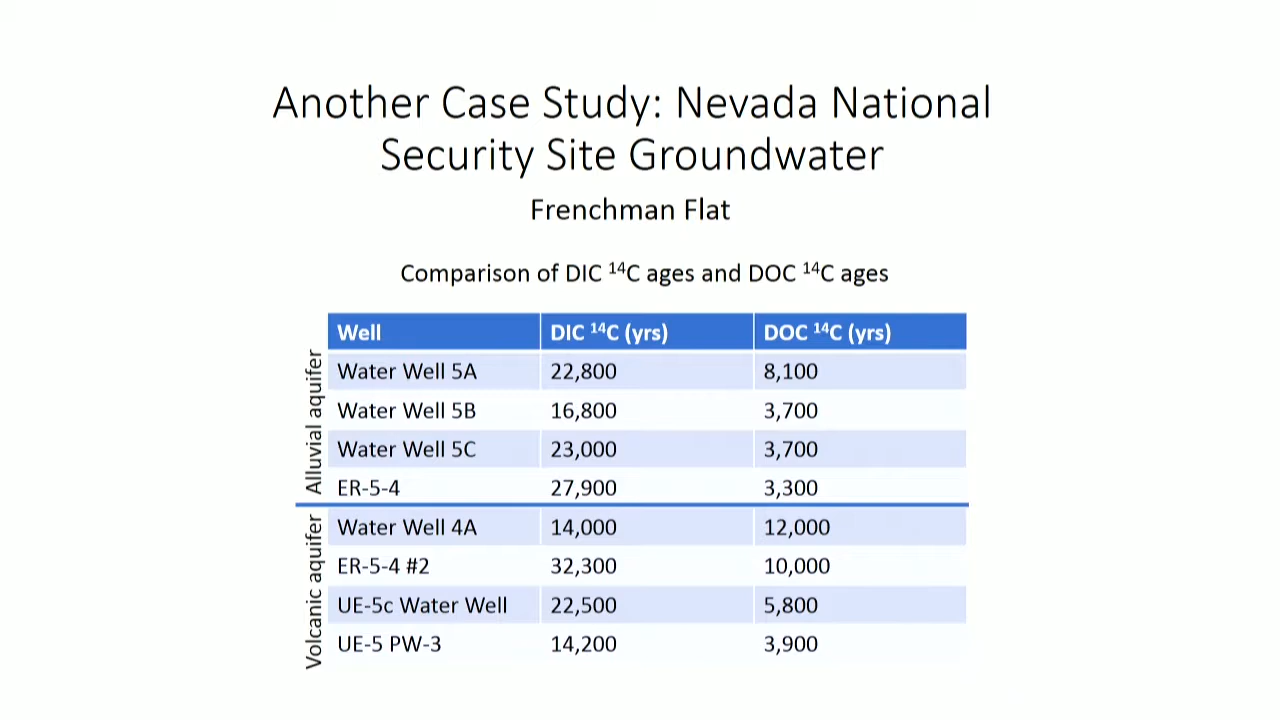 Another Case Study: Nevada National
Security Site Groundwater
Frenchman Flat
Comparison of DIC ¹⁴C ages and DOC ¹⁴C ages
Well DIC ¹⁴C (yrs) DOC ¹⁴C (yrs)
Alluvial aquifer
Water Well 5A 22,800 8,100
Water Well 5B 16,800 3,700
Water Well 5C 23,000 3,700
ER-5-4 27,900 3,300
Volcanic aquifer
Water Well 4A 14,000 12,000
ER-5-4 #2 32,300 10,000
UE-5c Water Well 22,500 5,800
UE-5 PW-3 14,200 3,900